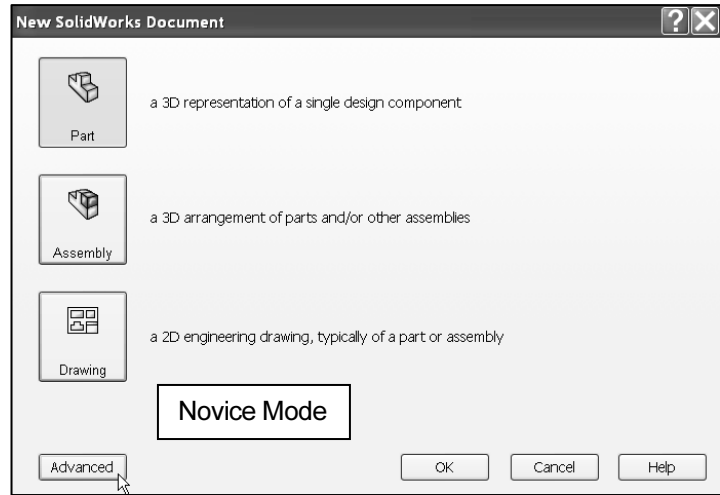 New SolidWorks Document
Part
a 3D representation of a single design component
Assembly
a 3D arrangement of parts and/or other assemblies
Drawing
a 2D engineering drawing, typically of a part or assembly
Novice Mode
Advanced
OK
Cancel
Help